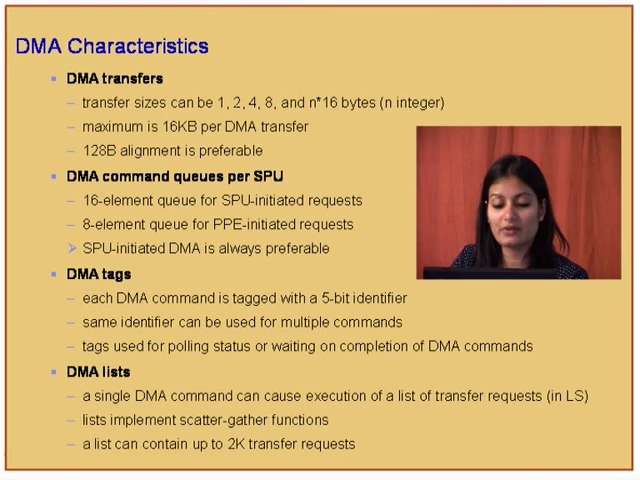 DMA Characteristics
▪ DMA transfers
– transfer sizes can be 1, 2, 4, 8, and n*16 bytes (n integer)
– maximum is 16KB per DMA transfer
– 128B alignment is preferable
▪ DMA command queues per SPU
– 16-element queue for SPU-initiated requests
– 8-element queue for PPE-initiated requests
➢ SPU-initiated DMA is always preferable
▪ DMA tags
– each DMA command is tagged with a 5-bit identifier
– same identifier can be used for multiple commands
– tags used for polling status or waiting on completion of DMA commands
▪ DMA lists
– a single DMA command can cause execution of a list of transfer requests (in LS)
– lists implement scatter-gather functions
– a list can contain up to 2K transfer requests